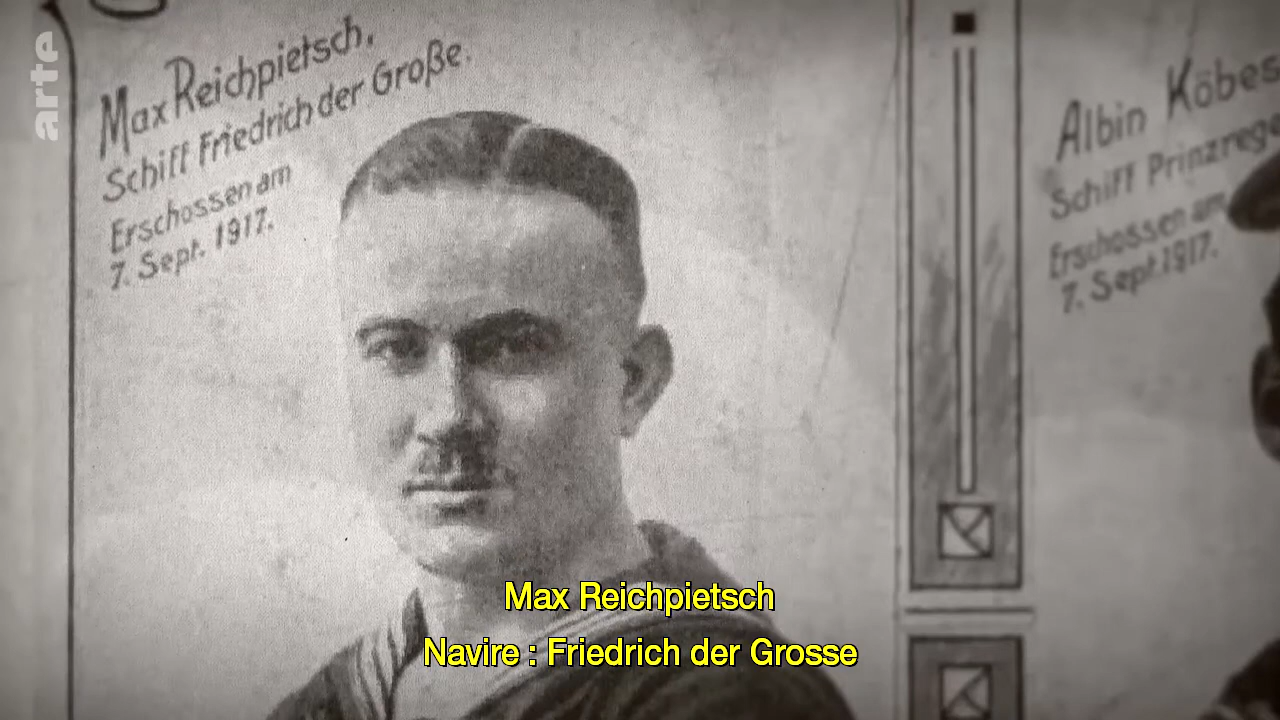 arte
Max Reichpietsch,
Schiff Friedrich der Große.
Erschossen am
7. Sept. 1917.
Albin Köbes
Schiff Prinzrege
Erschossen am
7. Sept. 1917.
Max Reichpietsch
Navire : Friedrich der Grosse